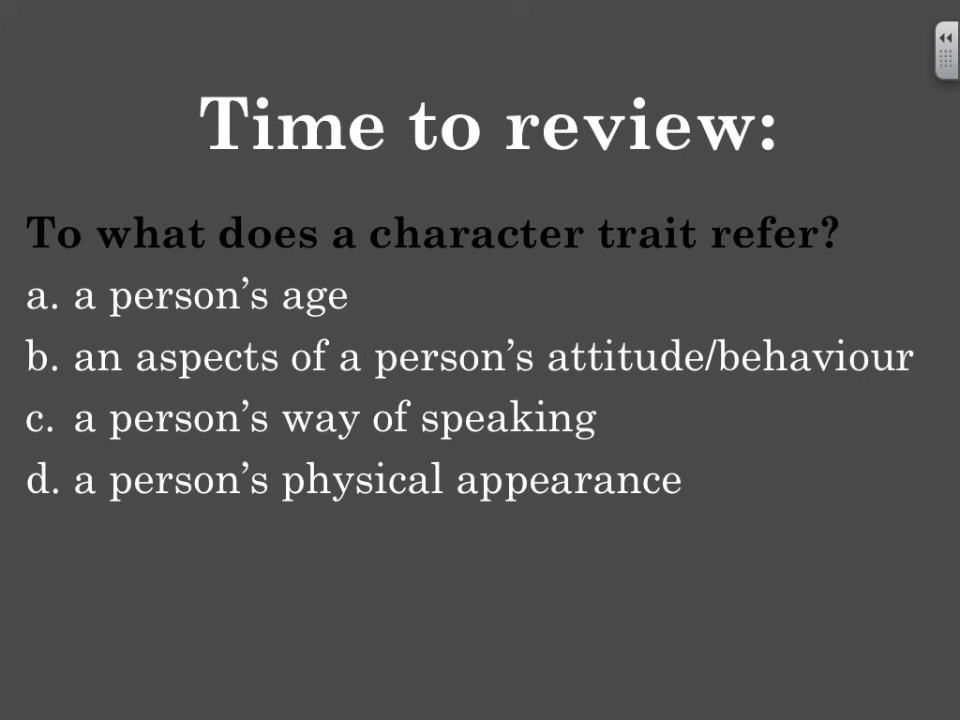 Time to review:
To what does a character trait refer?
a. a person’s age
b. an aspects of a person’s attitude/behaviour
c. a person’s way of speaking
d. a person’s physical appearance